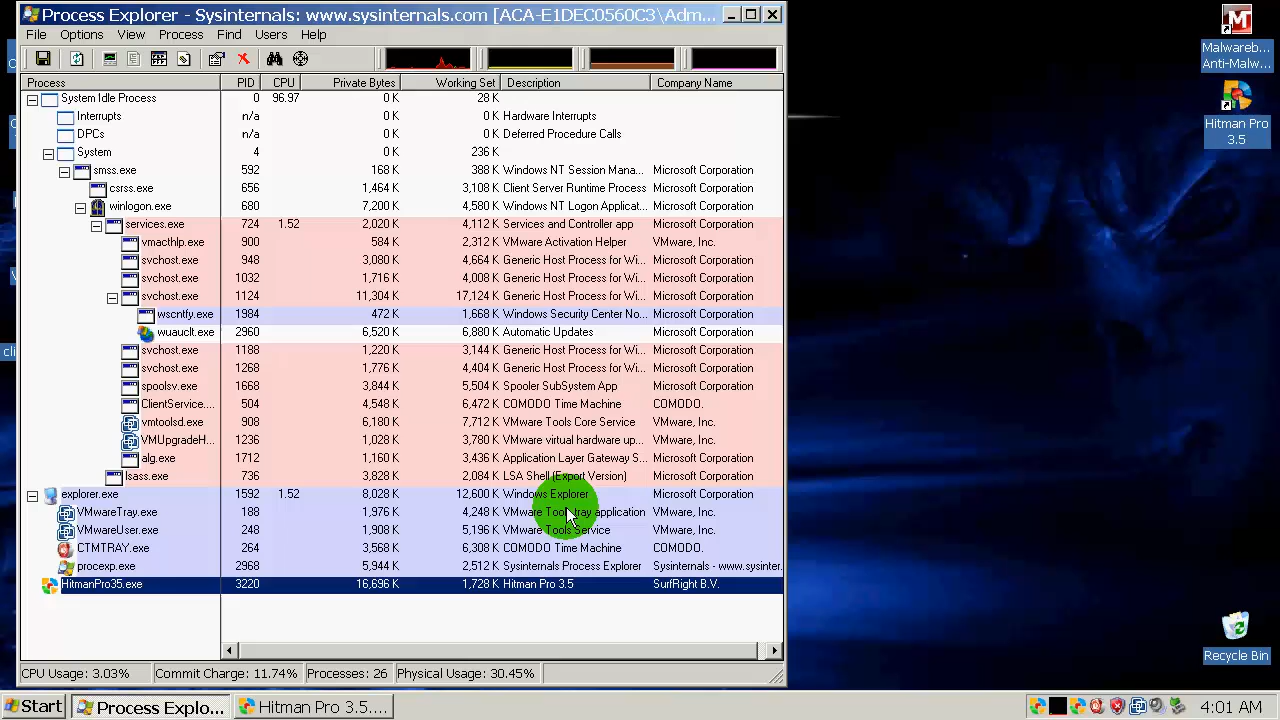 Process Explorer - Sysinternals: www.sysinternals.com [ACA-E1DEC0560C3\Adm...
File Options View Process Find Users Help
Process PID CPU Private Bytes Working Set Description Company Name
System Idle Process 0 96.97 0 K 28 K
Interrupts n/a 0 K 0 K Hardware Interrupts
DPCs n/a 0 K 0 K Deferred Procedure Calls
System 4 0 K 236 K
smss.exe 592 168 K 388 K Windows NT Session Mana... Microsoft Corporation
csrss.exe 656 1,464 K 3,108 K Client Server Runtime Process Microsoft Corporation
winlogon.exe 680 7,200 K 4,580 K Windows NT Logon Applicat... Microsoft Corporation
services.exe 724 1.52 2,020 K 4,112 K Services and Controller app Microsoft Corporation
vmacthlp.exe 900 584 K 2,312 K VMware Activation Helper VMware, Inc.
svchost.exe 948 3,080 K 4,664 K Generic Host Process for Wi... Microsoft Corporation
svchost.exe 1032 1,716 K 4,008 K Generic Host Process for Wi... Microsoft Corporation
svchost.exe 1124 11,304 K 17,124 K Generic Host Process for Wi... Microsoft Corporation
wscntfy.exe 1984 472 K 1,668 K Windows Security Center No... Microsoft Corporation
wuauclt.exe 2960 6,520 K 6,880 K Automatic Updates Microsoft Corporation
svchost.exe 1188 1,220 K 3,144 K Generic Host Process for Wi... Microsoft Corporation
svchost.exe 1268 1,776 K 4,404 K Generic Host Process for Wi... Microsoft Corporation
spoolsv.exe 1668 3,844 K 5,504 K Spooler SubSystem App Microsoft Corporation
ClientService.... 504 4,548 K 6,472 K COMODO Time Machine COMODO.
vmtoolsd.exe 908 6,180 K 7,712 K VMware Tools Core Service VMware, Inc.
VMUpgradeH... 1236 1,028 K 3,780 K VMware virtual hardware up... VMware, Inc.
alg.exe 1712 1,160 K 3,436 K Application Layer Gateway S... Microsoft Corporation
lsass.exe 736 3,828 K 2,084 K LSA Shell (Export Version) Microsoft Corporation
explorer.exe 1592 1.52 8,028 K 12,600 K Windows Explorer Microsoft Corporation
VMwareTray.exe 188 1,976 K 4,248 K VMware Tools tray application VMware, Inc.
VMwareUser.exe 248 1,908 K 5,196 K VMware Tools Service VMware, Inc.
CTMTRAY.exe 264 3,568 K 6,308 K COMODO Time Machine COMODO.
procexp.exe 2968 5,944 K 2,512 K Sysinternals Process Explorer Sysinternals - www.sysinter...
HitmanPro35.exe 3220 16,696 K 1,728 K Hitman Pro 3.5 SurfRight B.V.
CPU Usage: 3.03% Commit Charge: 11.74% Processes: 26 Physical Usage: 30.45%
Malwareb...
Anti-Malw...
Hitman Pro
3.5
Recycle Bin
Start Process Explo... Hitman Pro 3.5.... 4:01 AM